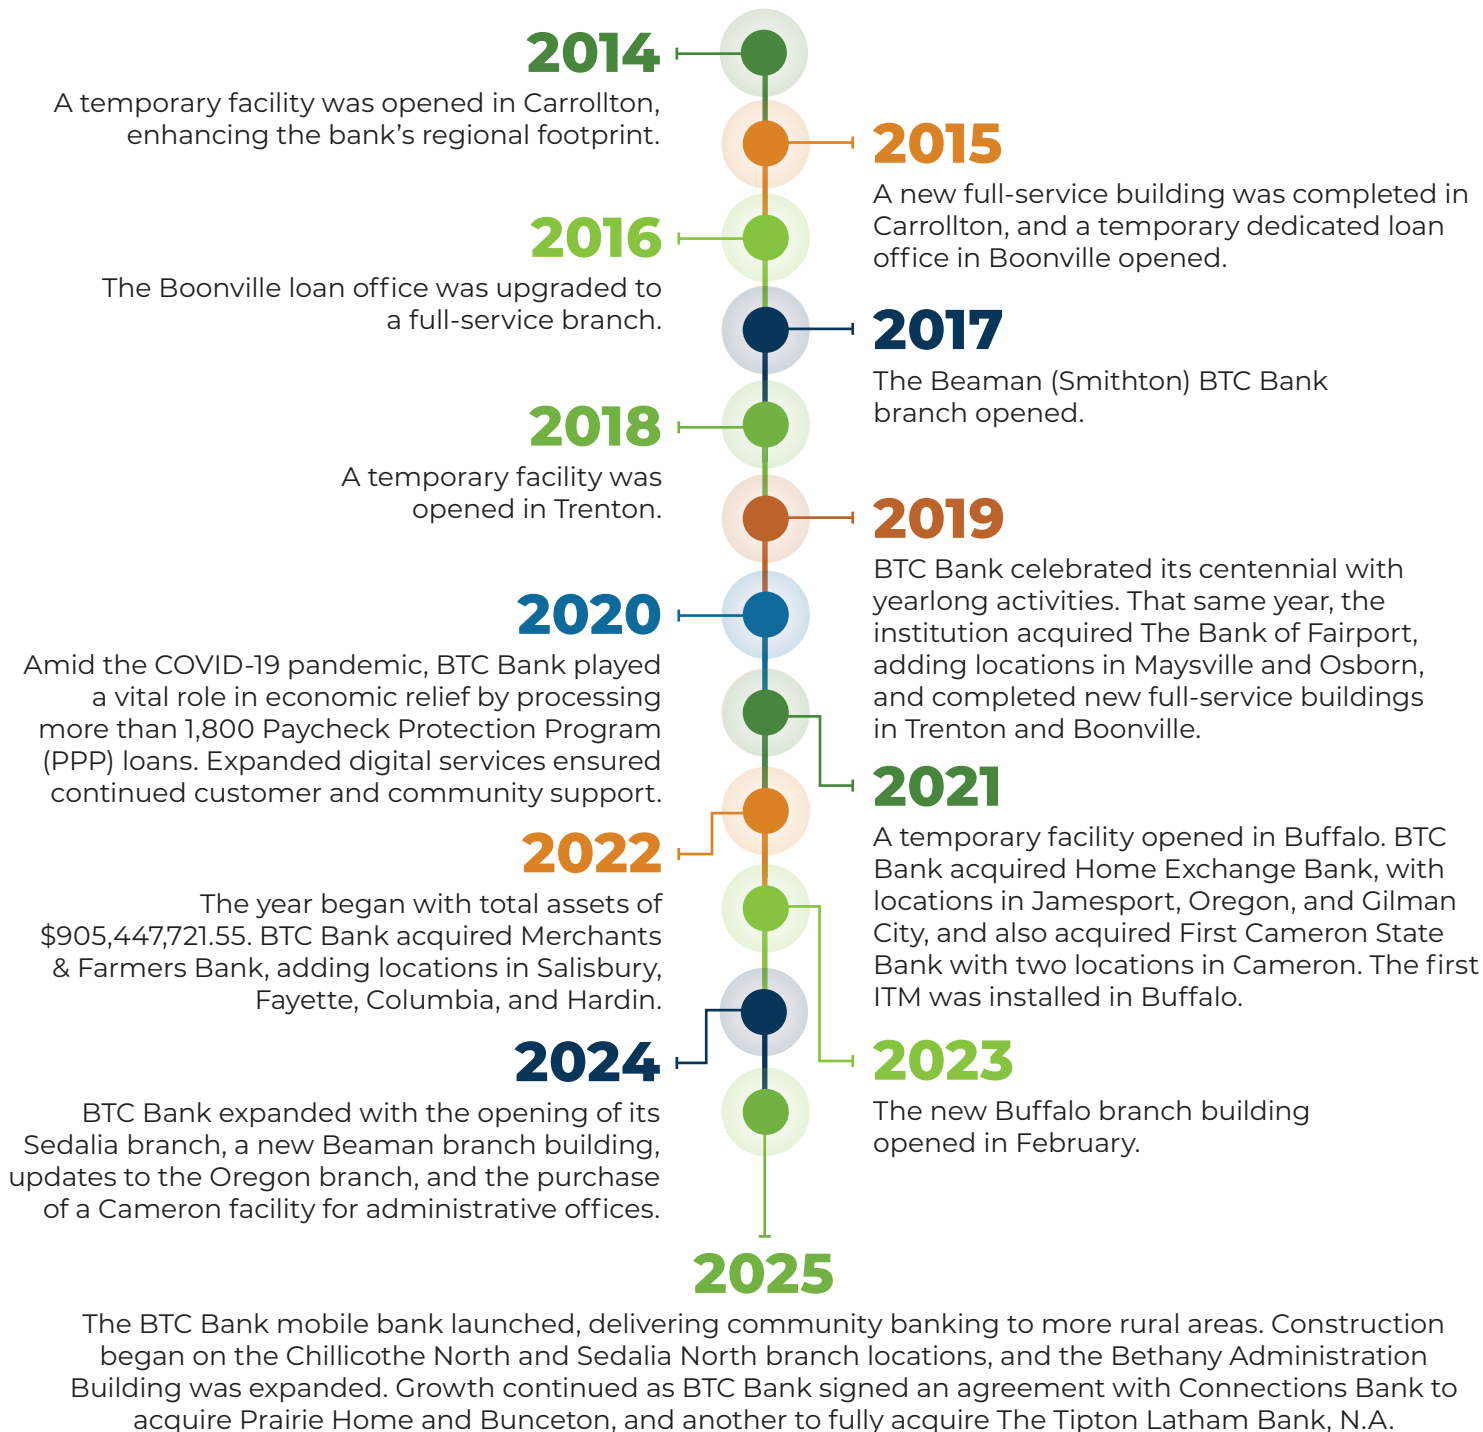 2014
A temporary facility was opened in Carrollton,
enhancing the bank’s regional footprint.
2015
A new full-service building was completed in
Carrollton, and a temporary dedicated loan
office in Boonville opened.
2016
The Boonville loan office was upgraded to
a full-service branch.
2017
The Beaman (Smithton) BTC Bank
branch opened.
2018
A temporary facility was
opened in Trenton.
2019
BTC Bank celebrated its centennial with
yearlong activities. That same year, the
institution acquired The Bank of Fairport,
adding locations in Maysville and Osborn,
and completed new full-service buildings
in Trenton and Boonville.
2020
Amid the COVID-19 pandemic, BTC Bank played
a vital role in economic relief by processing
more than 1,800 Paycheck Protection Program
(PPP) loans. Expanded digital services ensured
continued customer and community support.
2021
A temporary facility opened in Buffalo. BTC
Bank acquired Home Exchange Bank, with
locations in Jamesport, Oregon, and Gilman
City, and also acquired First Cameron State
Bank with two locations in Cameron. The first
ITM was installed in Buffalo.
2022
The year began with total assets of
$905,447,721.55. BTC Bank acquired Merchants
& Farmers Bank, adding locations in Salisbury,
Fayette, Columbia, and Hardin.
2023
The new Buffalo branch building
opened in February.
2024
BTC Bank expanded with the opening of its
Sedalia branch, a new Beaman branch building,
updates to the Oregon branch, and the purchase
of a Cameron facility for administrative offices.
2025
The BTC Bank mobile bank launched, delivering community banking to more rural areas. Construction
began on the Chillicothe North and Sedalia North branch locations, and the Bethany Administration
Building was expanded. Growth continued as BTC Bank signed an agreement with Connections Bank to
acquire Prairie Home and Bunceton, and another to fully acquire The Tipton Latham Bank, N.A.